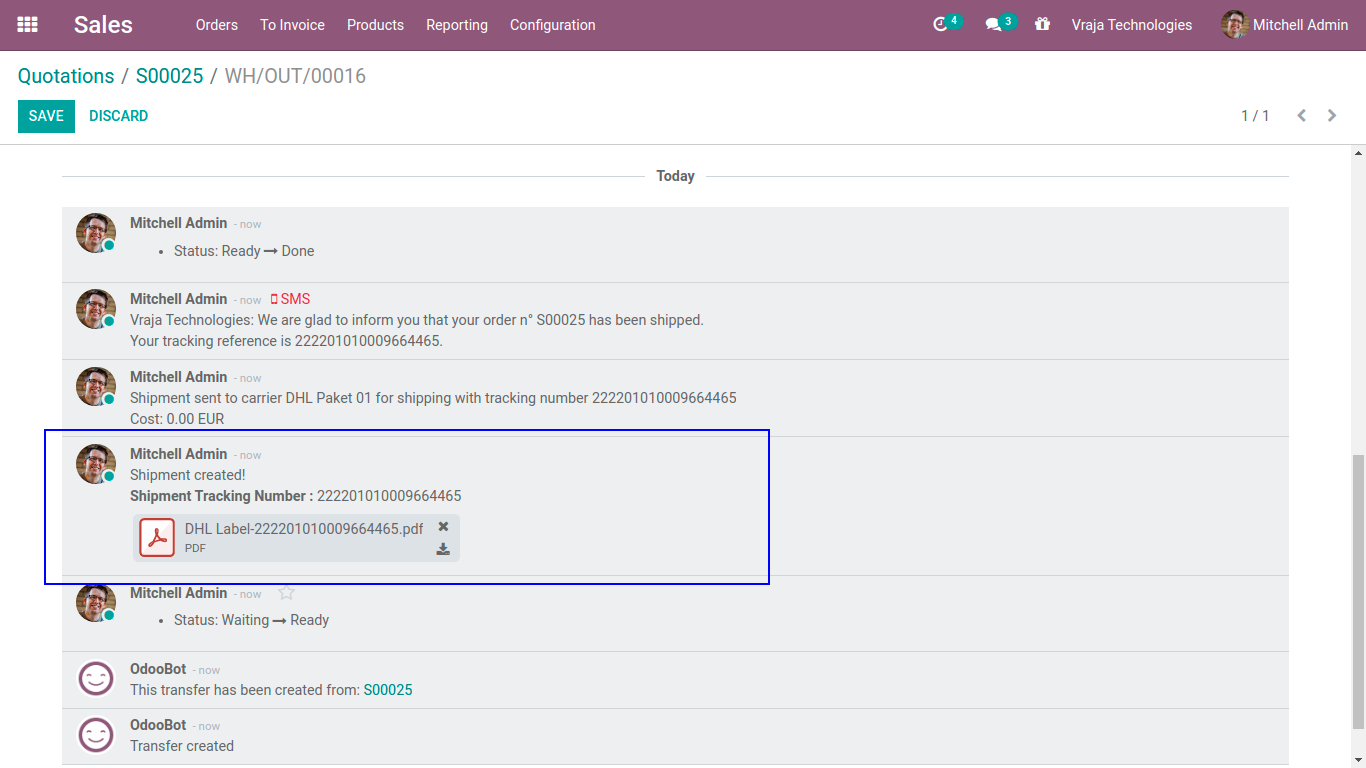 Sales
Orders
To Invoice
Products
Reporting
Configuration
4
3
Vraja Technologies
Mitchell Admin
Quotations / S00025 / WH/OUT/00016
SAVE
DISCARD
1 / 1
Today
Mitchell Admin - now
• Status: Ready → Done
Mitchell Admin - now SMS
Vraja Technologies: We are glad to inform you that your order n° S00025 has been shipped.
Your tracking reference is 222201010009664465.
Mitchell Admin - now
Shipment sent to carrier DHL Paket 01 for shipping with tracking number 222201010009664465
Cost: 0.00 EUR
Mitchell Admin - now
Shipment created!
Shipment Tracking Number : 222201010009664465
DHL Label-222201010009664465.pdf
PDF
Mitchell Admin - now
• Status: Waiting → Ready
OdooBot - now
This transfer has been created from: S00025
OdooBot - now
Transfer created